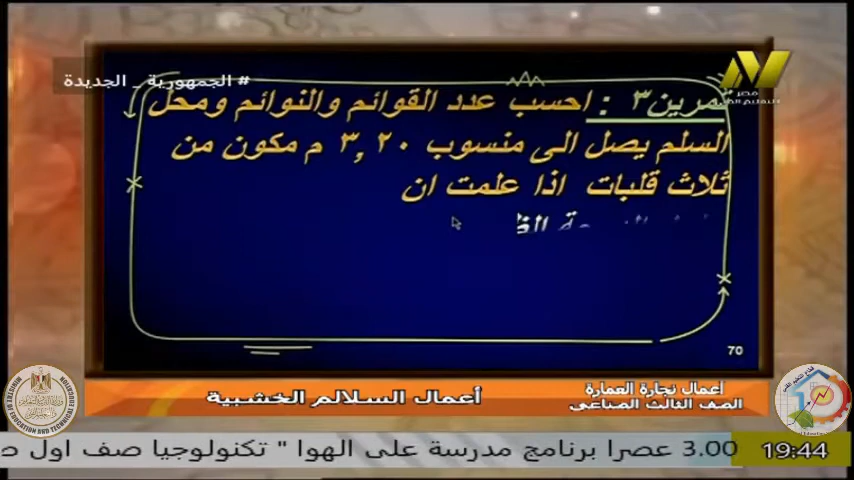 # الجمهورية _ الجديدة
مصر
تمرين٣ : احسب عدد القوائم والنوائم ومحل
السلم يصل الى منسوب ٣,٢٠ م مكون من
ثلاث قلبات اذا علمت ان
70
أعمال نجارة العمارة
الصف الثالث الصناعي
أعمال السلالم الخشبية
3.00 عصرا برنامج مدرسة على الهوا " تكنولوجيا صف اول
19:44